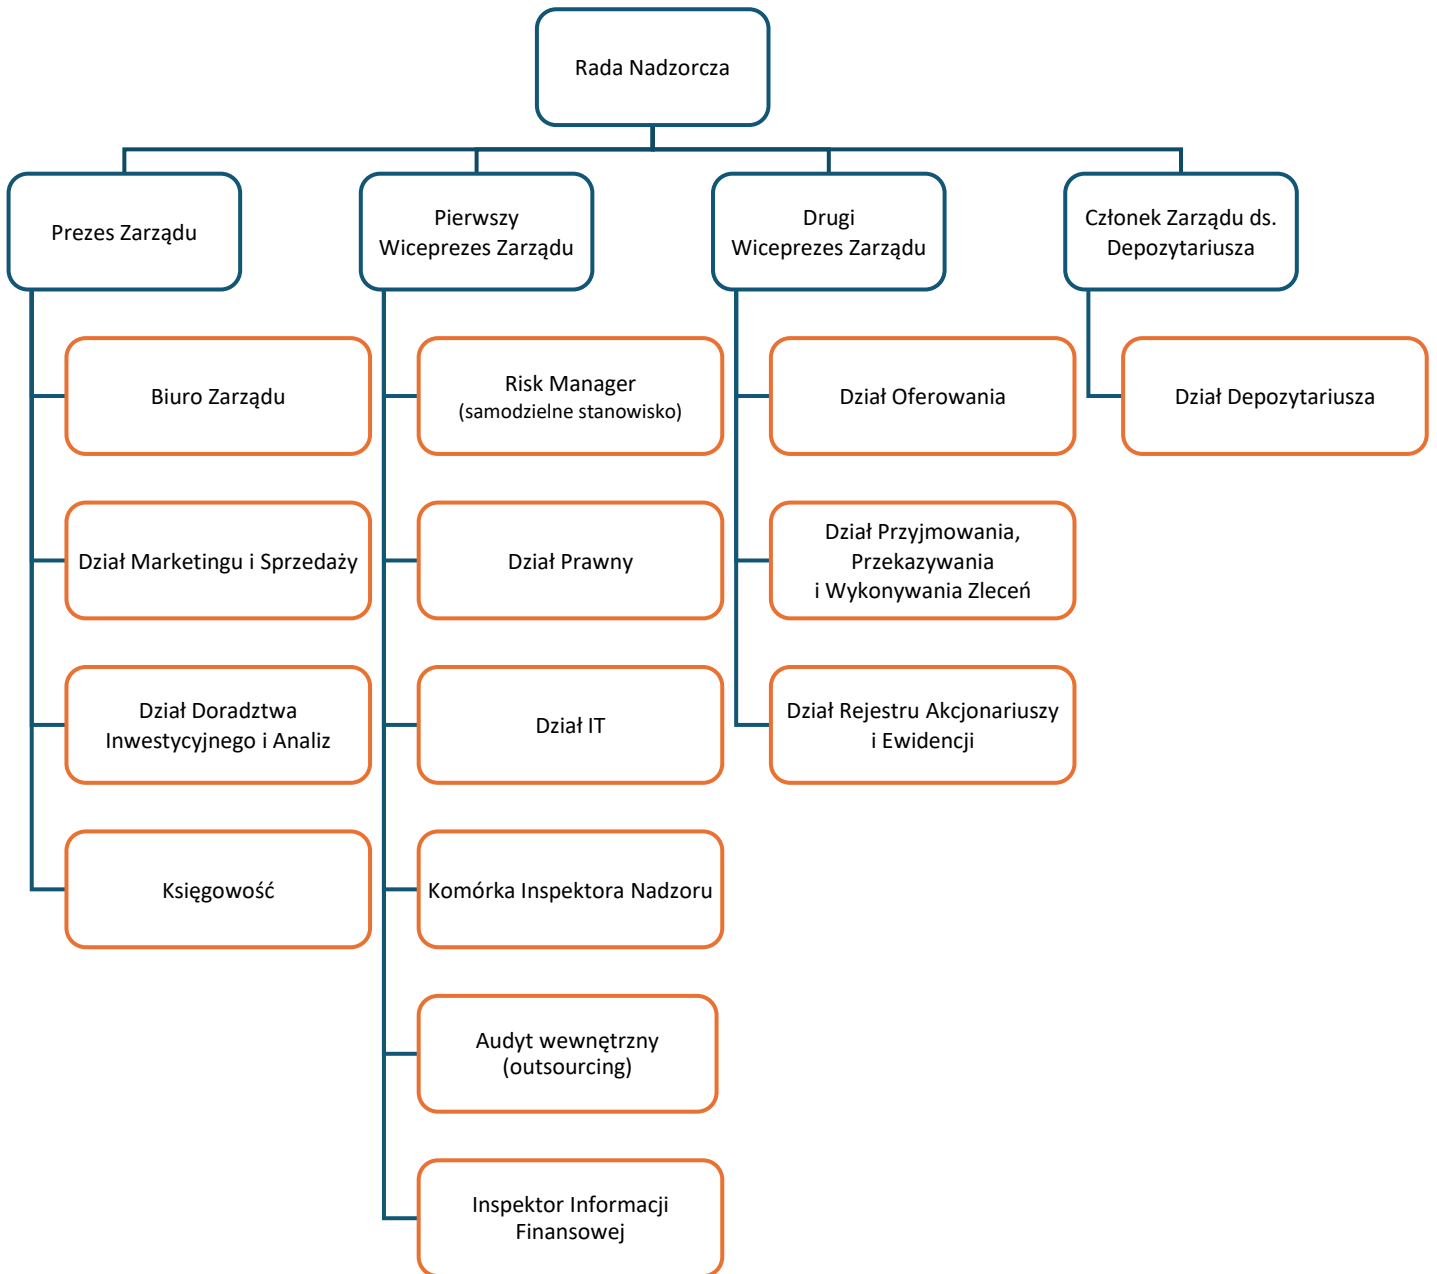 Rada Nadzorcza
Prezes Zarządu
Pierwszy
Wiceprezes Zarządu
Drugi
Wiceprezes Zarządu
Członek Zarządu ds.
Depozytariusza
Biuro Zarządu
Risk Manager
(samodzielne stanowisko)
Dział Oferowania
Dział Depozytariusza
Dział Marketingu i Sprzedaży
Dział Prawny
Dział Przyjmowania,
Przekazywania
i Wykonywania Zleceń
Dział Doradztwa
Inwestycyjnego i Analiz
Dział IT
Dział Rejestru Akcjonariuszy
i Ewidencji
Księgowość
Komórka Inspektora Nadzoru
Audyt wewnętrzny
(outsourcing)
Inspektor Informacji
Finansowej